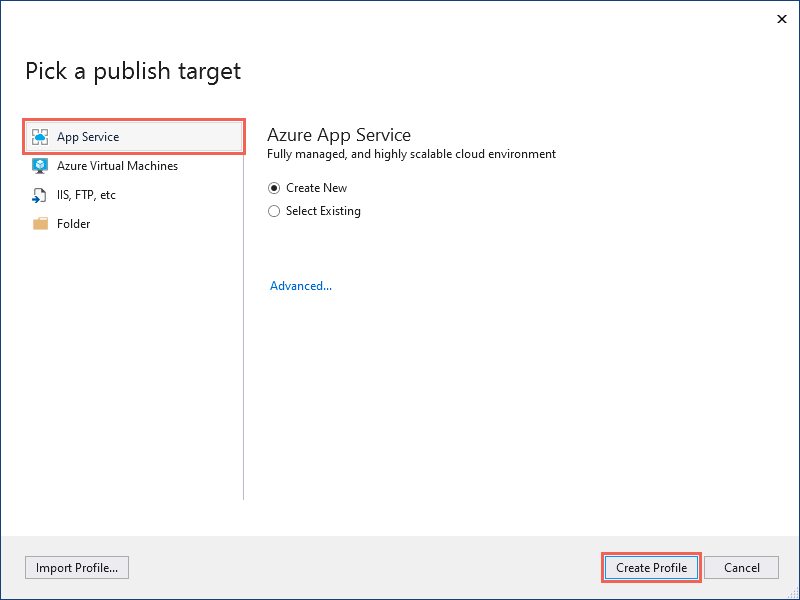 Pick a publish target
App Service
Azure Virtual Machines
IIS, FTP, etc
Folder
Azure App Service
Fully managed, and highly scalable cloud environment
Create New
Select Existing
Advanced...
Import Profile...
Create Profile
Cancel